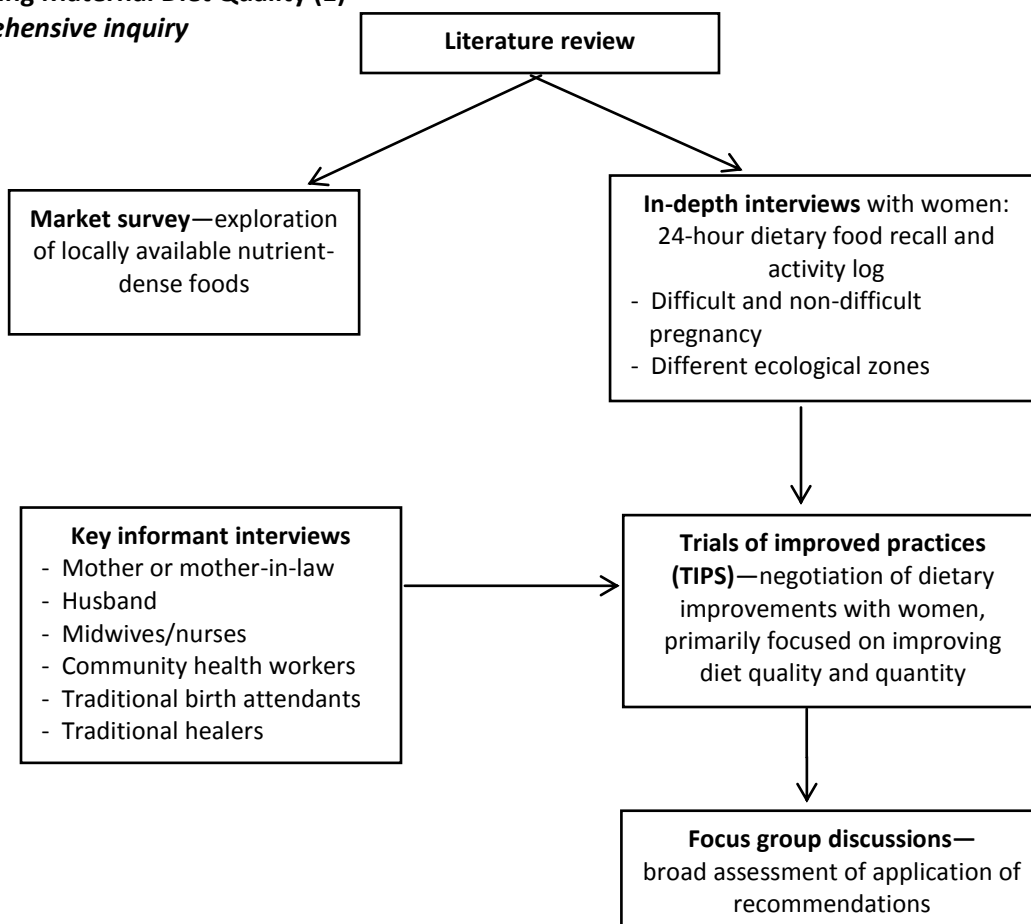 Maternal Diet Quality (2)
inquiry
Literature review
Market survey—exploration
of locally available nutrient-
dense foods
In-depth interviews with women:
24-hour dietary food recall and
activity log
- Difficult and non-difficult
pregnancy
- Different ecological zones
Key informant interviews
- Mother or mother-in-law
- Husband
- Midwives/nurses
- Community health workers
- Traditional birth attendants
- Traditional healers
Trials of improved practices
(TIPS)—negotiation of dietary
improvements with women,
primarily focused on improving
diet quality and quantity
Focus group discussions—
broad assessment of application of
recommendations